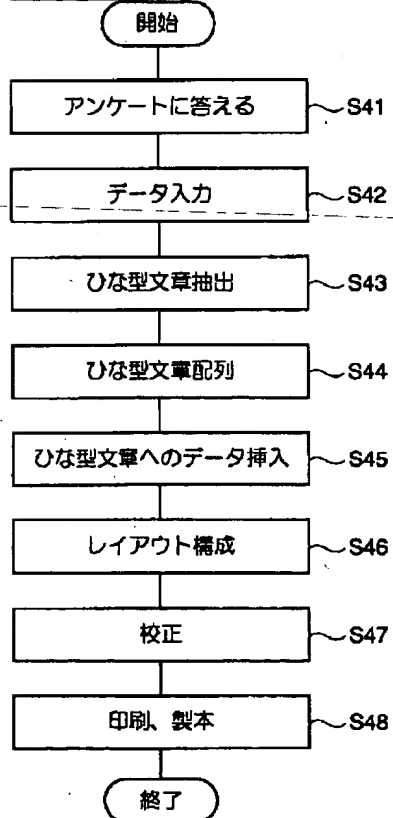 開始
アンケートに答える
S41
データ入力
S42
ひな型文章抽出
S43
ひな型文章配列
S44
ひな型文章へのデータ挿入
S45
レイアウト構成
S46
校正
S47
印刷、製本
S48
終了